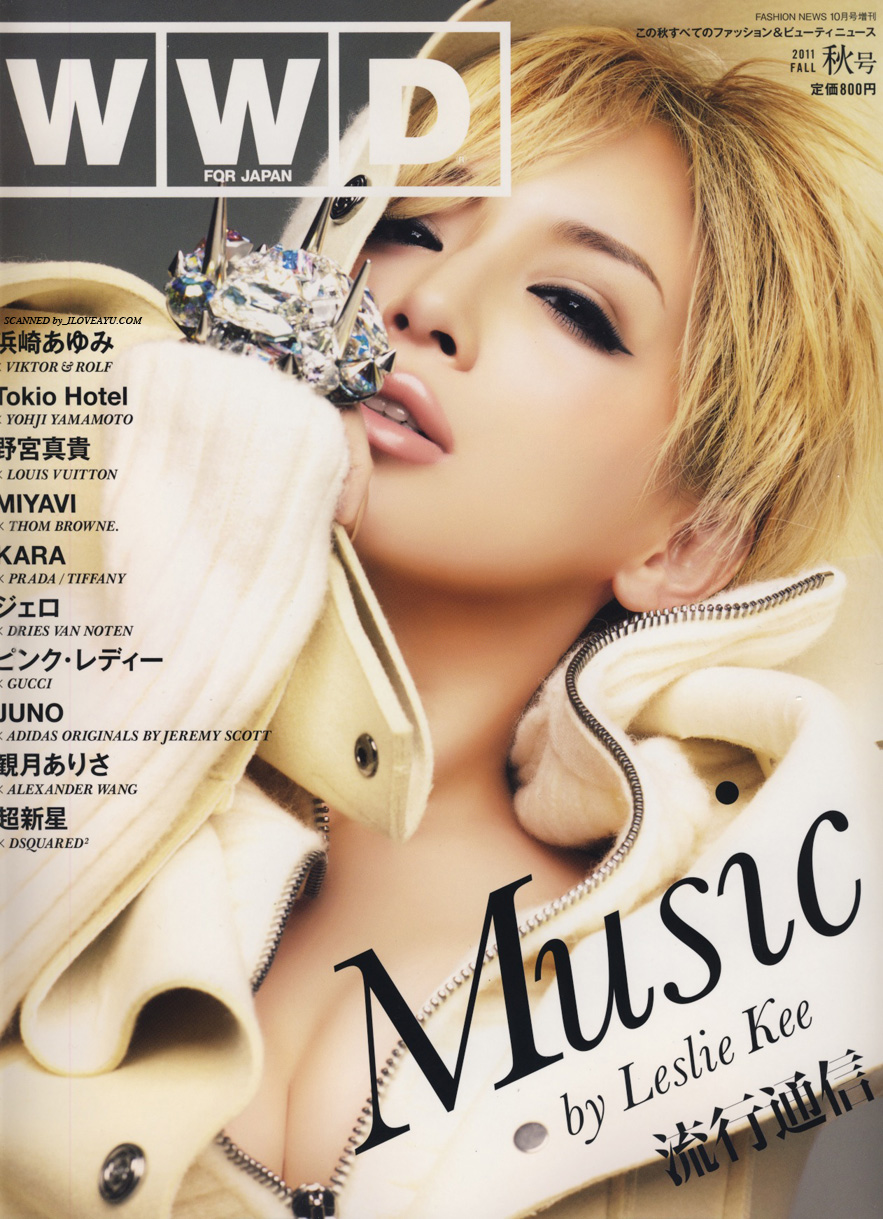 FASHION NEWS 10月号増刊
この秋すべてのファッション&ビューティニュース
2011
FALL 秋号
定価800円
WWD
FOR JAPAN
SCANNED by_ILOVEAYU.COM
浜崎あゆみ
× VIKTOR & ROLF
Tokio Hotel
× YOHJI YAMAMOTO
野宮真貴
× LOUIS VUITTON
MIYAVI
× THOM BROWNE.
KARA
× PRADA / TIFFANY
ジェロ
× DRIES VAN NOTEN
ピンク・レディー
× GUCCI
JUNO
× ADIDAS ORIGINALS BY JEREMY SCOTT
観月ありさ
× ALEXANDER WANG
超新星
× DSQUARED²
Music
by Leslie Kee
流行通信